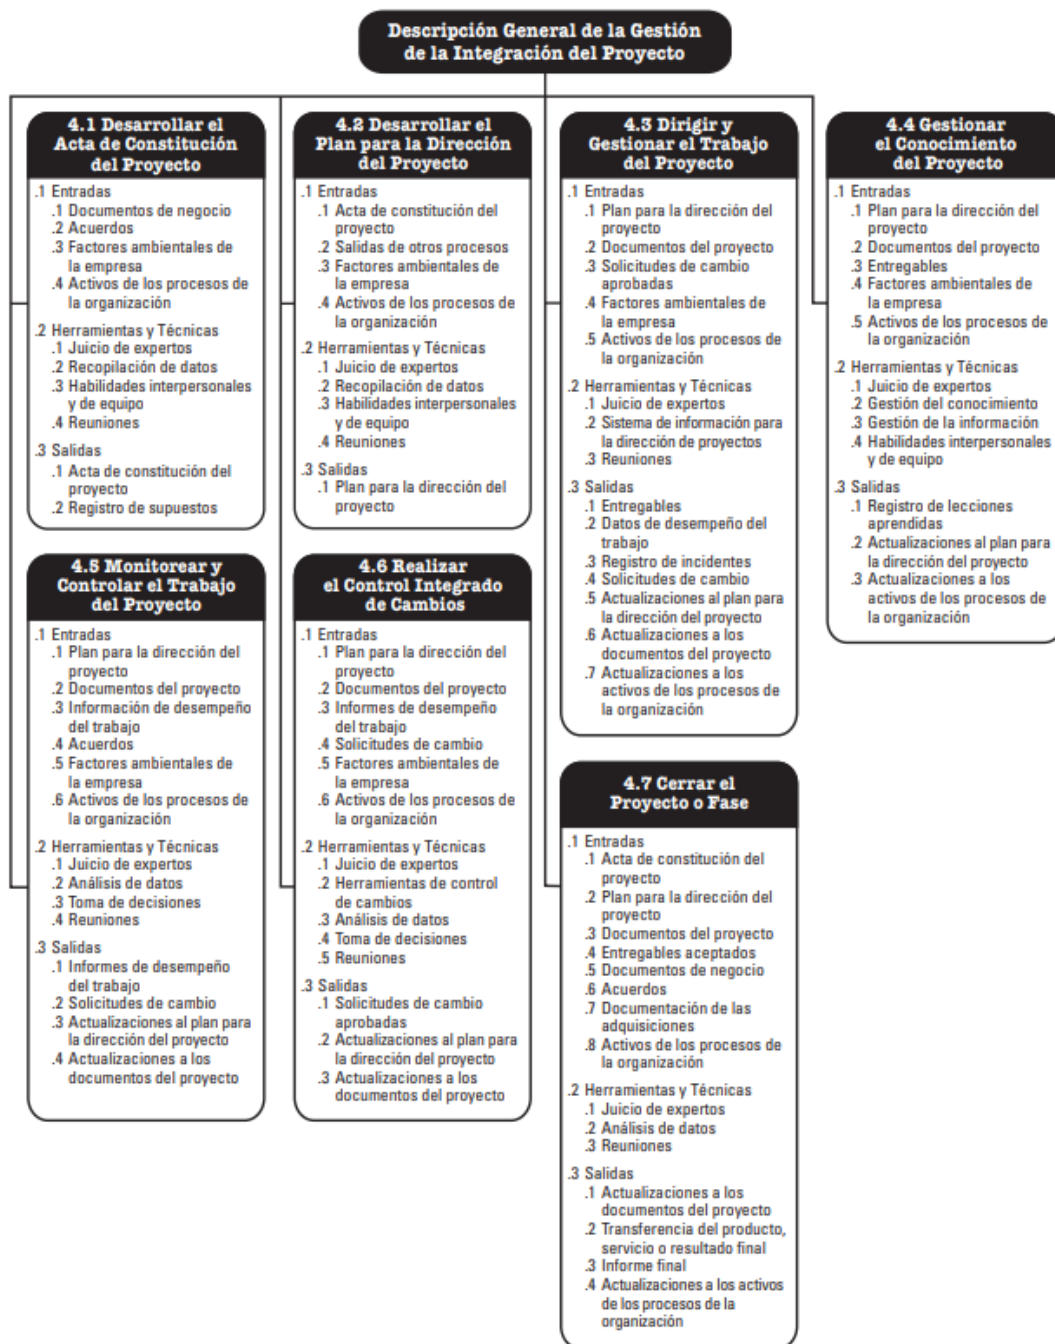 Descripción General de la Gestión
de la Integración del Proyecto
4.1 Desarrollar el
Acta de Constitución
del Proyecto
.1 Entradas
.1 Documentos de negocio
.2 Acuerdos
.3 Factores ambientales de
la empresa
.4 Activos de los procesos de
la organización
.2 Herramientas y Técnicas
.1 Juicio de expertos
.2 Recopilación de datos
.3 Habilidades interpersonales
y de equipo
.4 Reuniones
.3 Salidas
.1 Acta de constitución del
proyecto
.2 Registro de supuestos
4.2 Desarrollar el
Plan para la Dirección
del Proyecto
.1 Entradas
.1 Acta de constitución del
proyecto
.2 Salidas de otros procesos
.3 Factores ambientales de
la empresa
.4 Activos de los procesos de
la organización
.2 Herramientas y Técnicas
.1 Juicio de expertos
.2 Recopilación de datos
.3 Habilidades interpersonales
y de equipo
.4 Reuniones
.3 Salidas
.1 Plan para la dirección del
proyecto
4.3 Dirigir y
Gestionar el Trabajo
del Proyecto
.1 Entradas
.1 Plan para la dirección del
proyecto
.2 Documentos del proyecto
.3 Solicitudes de cambio
aprobadas
.4 Factores ambientales de
la empresa
.5 Activos de los procesos de
la organización
.2 Herramientas y Técnicas
.1 Juicio de expertos
.2 Sistema de información para
la dirección de proyectos
.3 Reuniones
.3 Salidas
.1 Entregables
.2 Datos de desempeño del
trabajo
.3 Registro de incidentes
.4 Solicitudes de cambio
.5 Actualizaciones al plan para
la dirección del proyecto
.6 Actualizaciones a los
documentos del proyecto
.7 Actualizaciones a los
activos de los procesos de
la organización
4.4 Gestionar
el Conocimiento
del Proyecto
.1 Entradas
.1 Plan para la dirección del
proyecto
.2 Documentos del proyecto
.3 Entregables
.4 Factores ambientales de
la empresa
.5 Activos de los procesos de
la organización
.2 Herramientas y Técnicas
.1 Juicio de expertos
.2 Gestión del conocimiento
.3 Gestión de la información
.4 Habilidades interpersonales
y de equipo
.3 Salidas
.1 Registro de lecciones
aprendidas
.2 Actualizaciones al plan para
la dirección del proyecto
.3 Actualizaciones a los
activos de los procesos de
la organización
4.5 Monitorear y
Controlar el Trabajo
del Proyecto
.1 Entradas
.1 Plan para la dirección del
proyecto
.2 Documentos del proyecto
.3 Información de desempeño
del trabajo
.4 Acuerdos
.5 Factores ambientales de
la empresa
.6 Activos de los procesos de
la organización
.2 Herramientas y Técnicas
.1 Juicio de expertos
.2 Análisis de datos
.3 Toma de decisiones
.4 Reuniones
.3 Salidas
.1 Informes de desempeño
del trabajo
.2 Solicitudes de cambio
.3 Actualizaciones al plan para
la dirección del proyecto
.4 Actualizaciones a los
documentos del proyecto
4.6 Realizar
el Control Integrado
de Cambios
.1 Entradas
.1 Plan para la dirección del
proyecto
.2 Documentos del proyecto
.3 Informes de desempeño
del trabajo
.4 Solicitudes de cambio
.5 Factores ambientales de
la empresa
.6 Activos de los procesos de
la organización
.2 Herramientas y Técnicas
.1 Juicio de expertos
.2 Herramientas de control
de cambios
.3 Análisis de datos
.4 Toma de decisiones
.5 Reuniones
.3 Salidas
.1 Solicitudes de cambio
aprobadas
.2 Actualizaciones al plan para
la dirección del proyecto
.3 Actualizaciones a los
documentos del proyecto
4.7 Cerrar el
Proyecto o Fase
.1 Entradas
.1 Acta de constitución del
proyecto
.2 Plan para la dirección del
proyecto
.3 Documentos del proyecto
.4 Entregables aceptados
.5 Documentos de negocio
.6 Acuerdos
.7 Documentación de las
adquisiciones
.8 Activos de los procesos de
la organización
.2 Herramientas y Técnicas
.1 Juicio de expertos
.2 Análisis de datos
.3 Reuniones
.3 Salidas
.1 Actualizaciones a los
documentos del proyecto
.2 Transferencia del producto,
servicio o resultado final
.3 Informe final
.4 Actualizaciones a los activos
de los procesos de la
organización